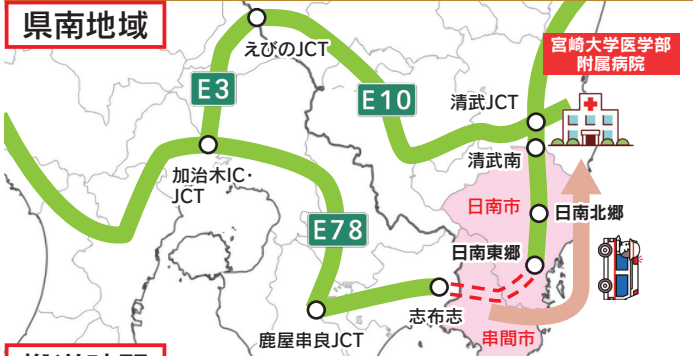 県南地域
えびのJCT
宮崎大学医学部
附属病院
E3
E10
清武JCT
清武南
加治木IC・
JCT
日南市
日南北郷
E78
日南東郷
志布志
鹿屋串良JCT
串間市